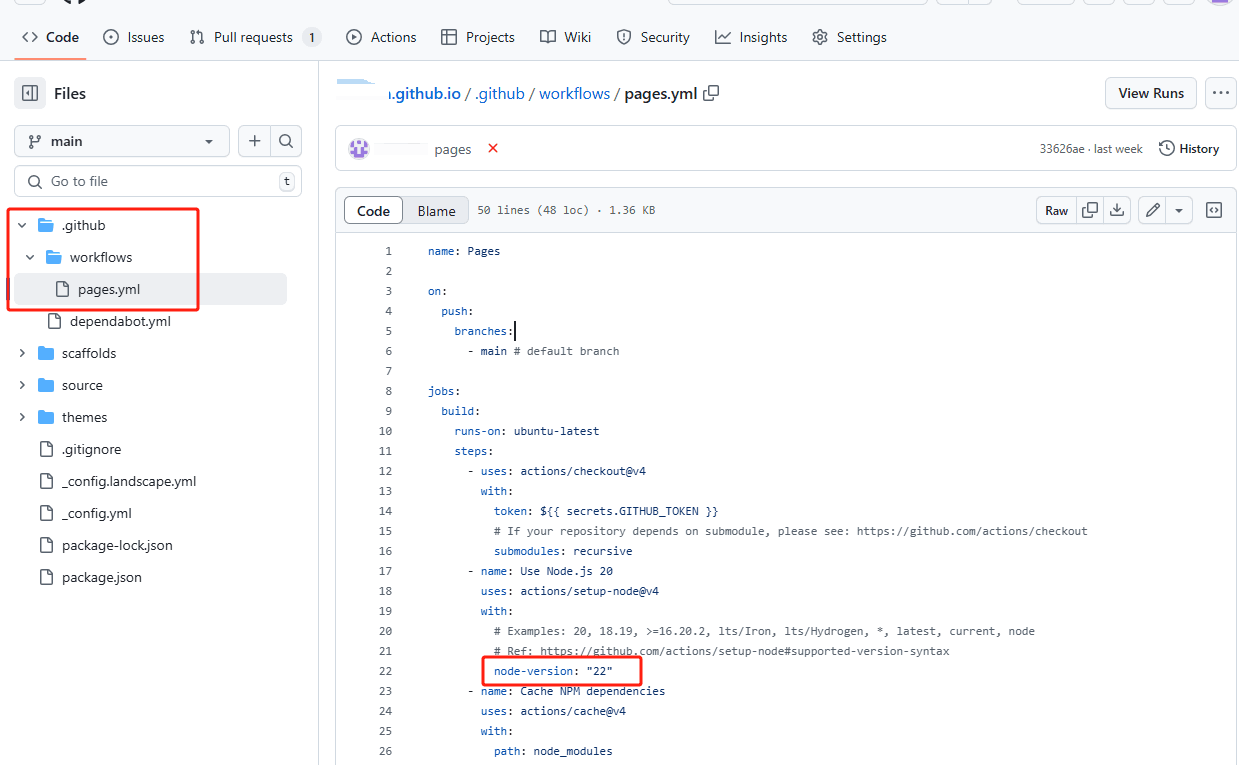 Code Issues Pull requests 1 Actions Projects Wiki Security Insights Settings
Files
main
Go to file t
.github
workflows
pages.yml
dependabot.yml
scaffolds
source
themes
.gitignore
_config.landscape.yml
_config.yml
package-lock.json
package.json
.github.io / .github / workflows / pages.yml
View Runs
pages
33626ae · last week History
Code Blame 50 lines (48 loc) · 1.36 KB Raw
1 name: Pages
2
3 on:
4 push:
5 branches:
6 - main # default branch
7
8 jobs:
9 build:
10 runs-on: ubuntu-latest
11 steps:
12 - uses: actions/checkout@v4
13 with:
14 token: ${{ secrets.GITHUB_TOKEN }}
15 # If your repository depends on submodule, please see: https://github.com/actions/checkout
16 submodules: recursive
17 - name: Use Node.js 20
18 uses: actions/setup-node@v4
19 with:
20 # Examples: 20, 18.19, >=16.20.2, lts/Iron, lts/Hydrogen, *, latest, current, node
21 # Ref: https://github.com/actions/setup-node#supported-version-syntax
22 node-version: "22"
23 - name: Cache NPM dependencies
24 uses: actions/cache@v4
25 with:
26 path: node_modules